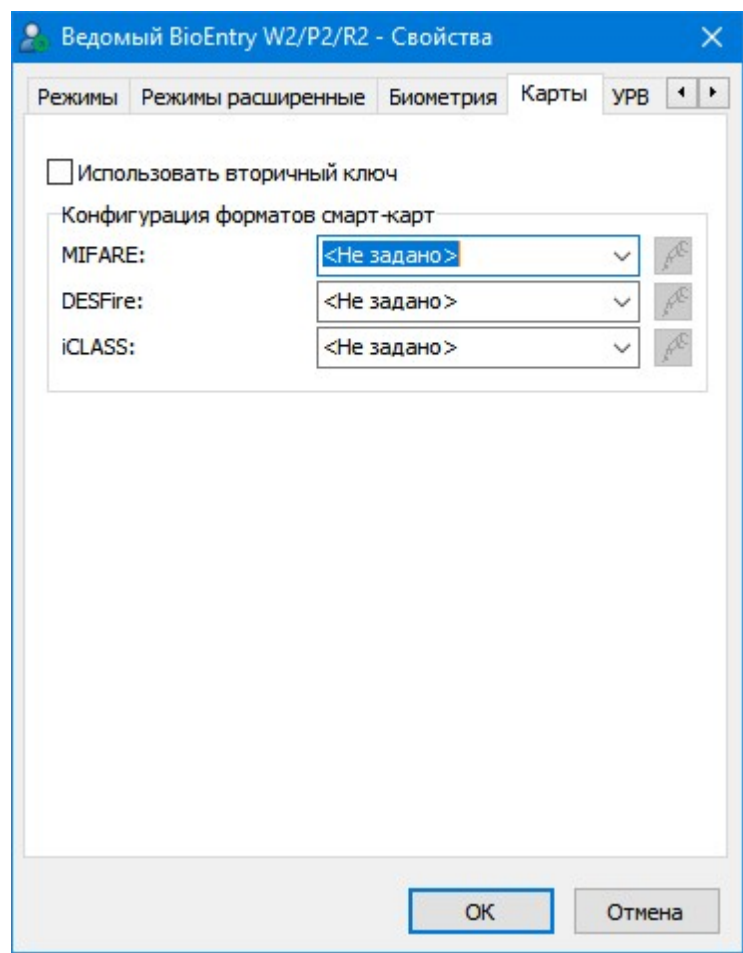 Ведомый BioEntry W2/P2/R2 - Свойства
Режимы Режимы расширенные Биометрия Карты УРВ
Использовать вторичный ключ
Конфигурация форматов смарт-карт
MIFARE: <Не задано>
DESFire: <Не задано>
iCLASS: <Не задано>
ОК Отмена